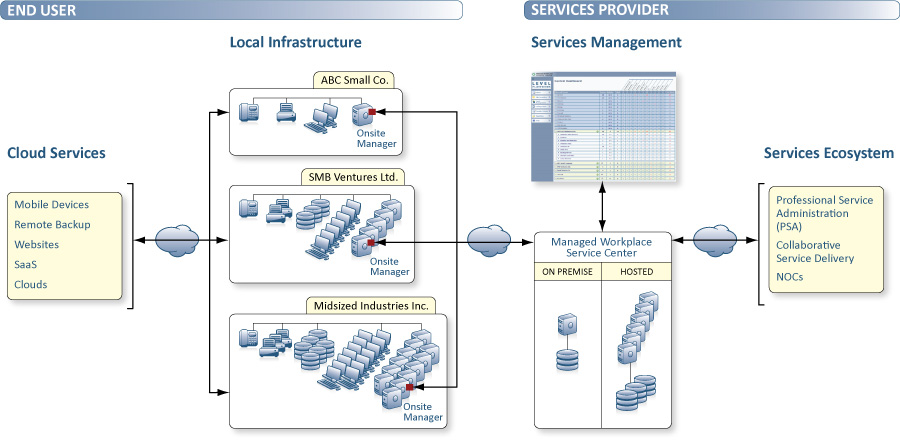 END USER
SERVICES PROVIDER
Local Infrastructure
Services Management
ABC Small Co.
LEVEL
Onsite
Manager
Cloud Services
Services Ecosystem
SMB Ventures Ltd.
Mobile Devices
Remote Backup
Websites
SaaS
Clouds
Onsite
Manager
Professional Service
Administration
(PSA)
Collaborative
Service Delivery
NOCs
Managed Workplace
Service Center
ON PREMISE
HOSTED
Midsized Industries Inc.
Onsite
Manager